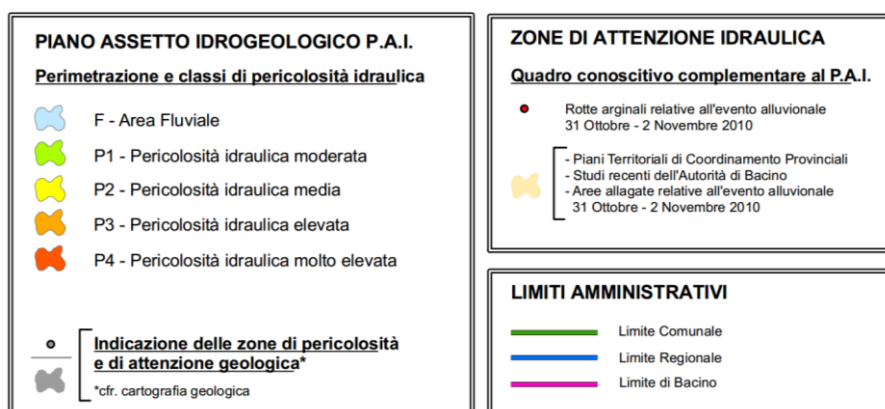 PIANO ASSETTO IDROGEOLOGICO P.A.I.
Perimetrazione e classi di pericolosità idraulica
F - Area Fluviale
P1 - Pericolosità idraulica moderata
P2 - Pericolosità idraulica media
P3 - Pericolosità idraulica elevata
P4 - Pericolosità idraulica molto elevata
Indicazione delle zone di pericolosità
e di attenzione geologica*
*cfr. cartografia geologica
ZONE DI ATTENZIONE IDRAULICA
Quadro conoscitivo complementare al P.A.I.
Rotte arginali relative all'evento alluvionale
31 Ottobre - 2 Novembre 2010
- Piani Territoriali di Coordinamento Provinciali
- Studi recenti dell'Autorità di Bacino
- Aree allagate relative all'evento alluvionale
31 Ottobre - 2 Novembre 2010
LIMITI AMMINISTRATIVI
Limite Comunale
Limite Regionale
Limite di Bacino